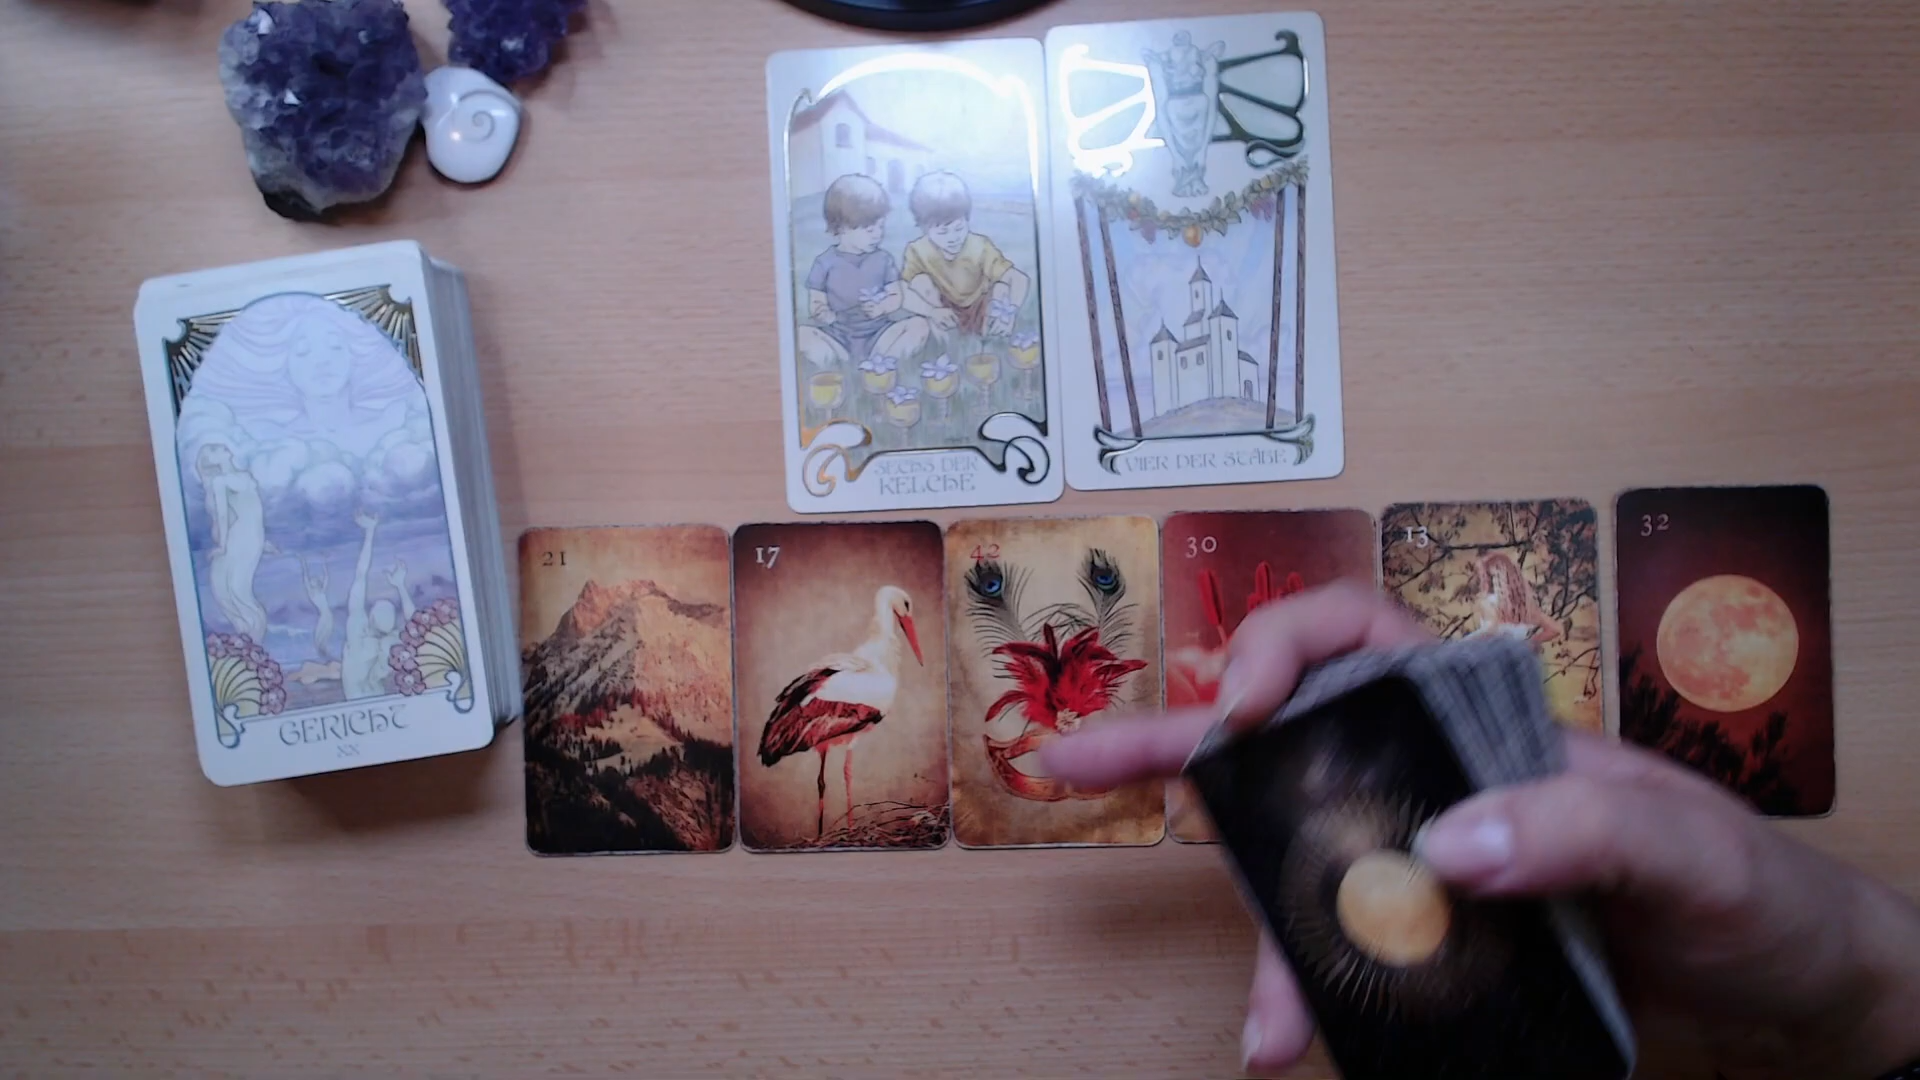 SECHS DER
KELCHE
VIER DER STÄBE
GERICHT
XX
21
17
42
30
13
32